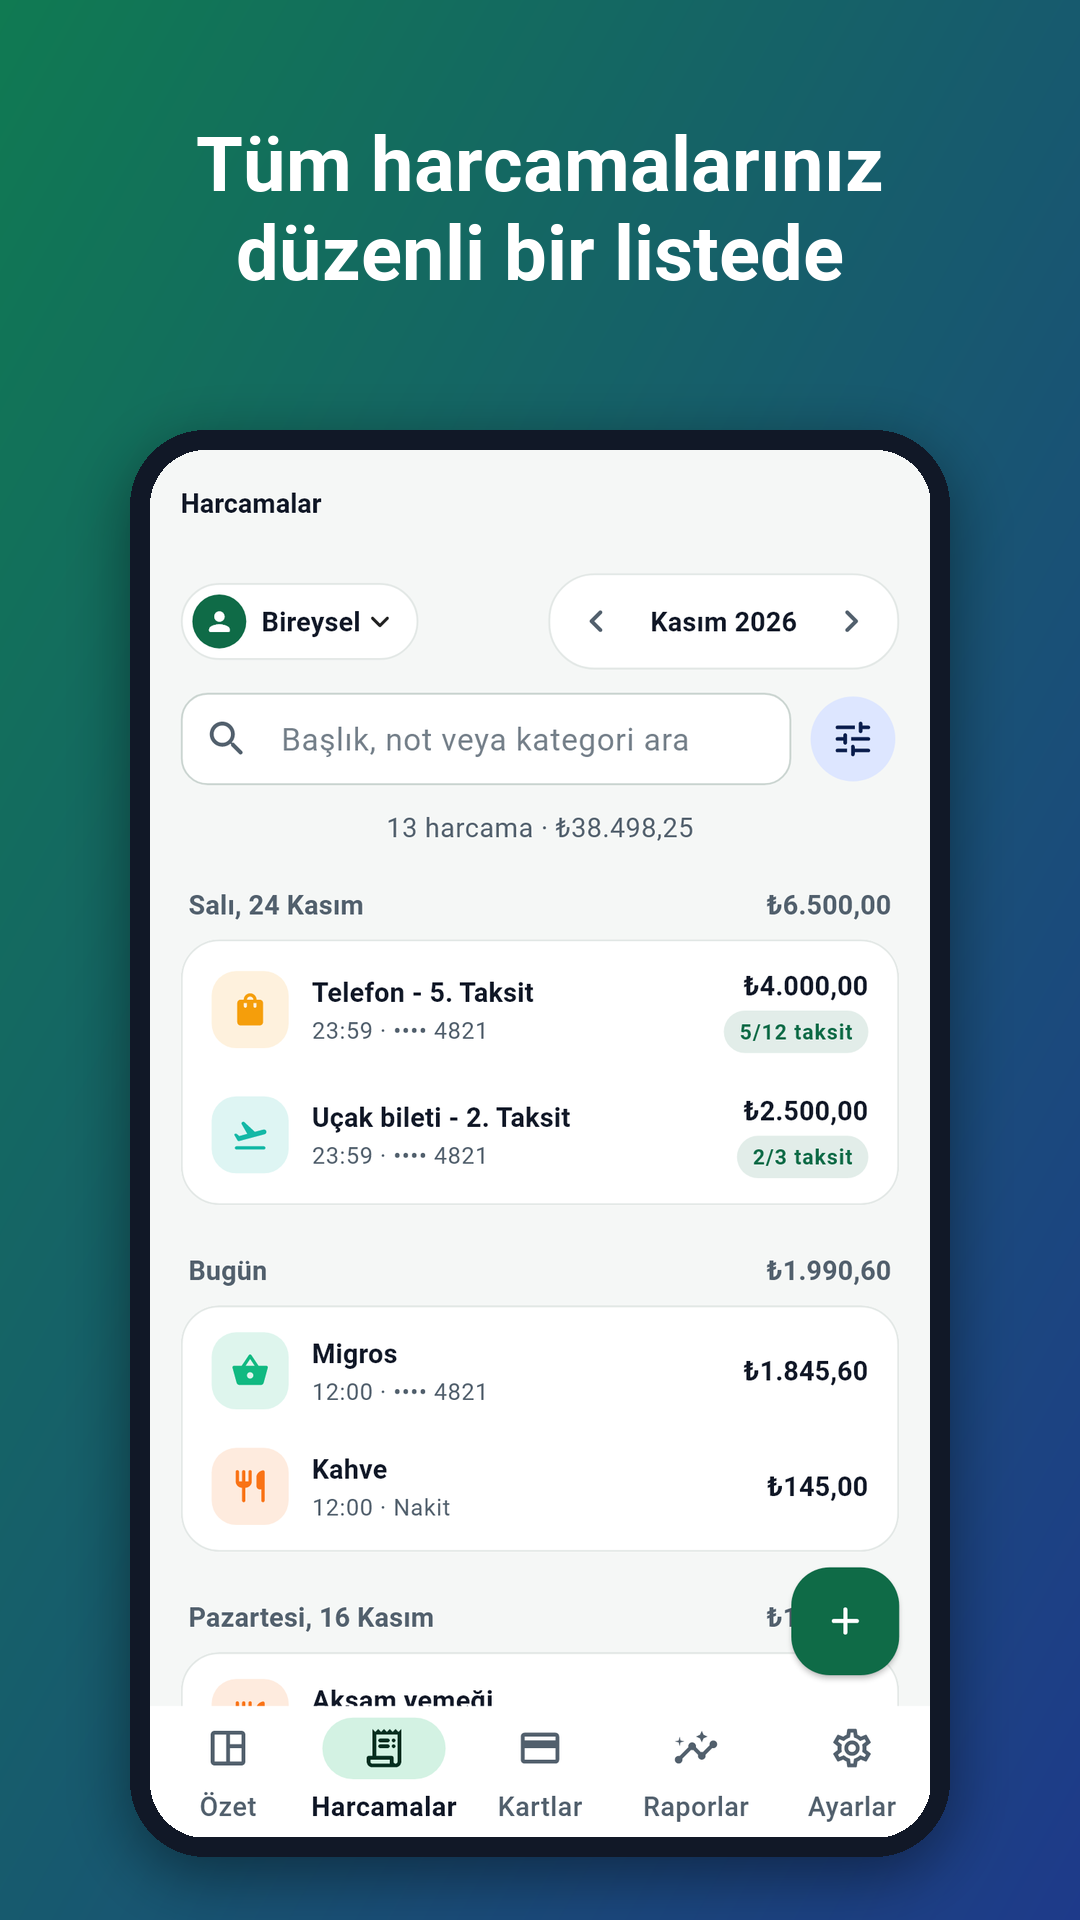 Tüm harcamalarınız
düzenli bir listede
Harcamalar
Bireysel
Kasım 2026
Başlık, not veya kategori ara
13 harcama · ₺38.498,25
Salı, 24 Kasım ₺6.500,00
Telefon - 5. Taksit ₺4.000,00
23:59 · •••• 4821 5/12 taksit
Uçak bileti - 2. Taksit ₺2.500,00
23:59 · •••• 4821 2/3 taksit
Bugün ₺1.990,60
Migros ₺1.845,60
12:00 · •••• 4821
Kahve ₺145,00
12:00 · Nakit
Pazartesi, 16 Kasım
Akşam yemeği
Özet Harcamalar Kartlar Raporlar Ayarlar